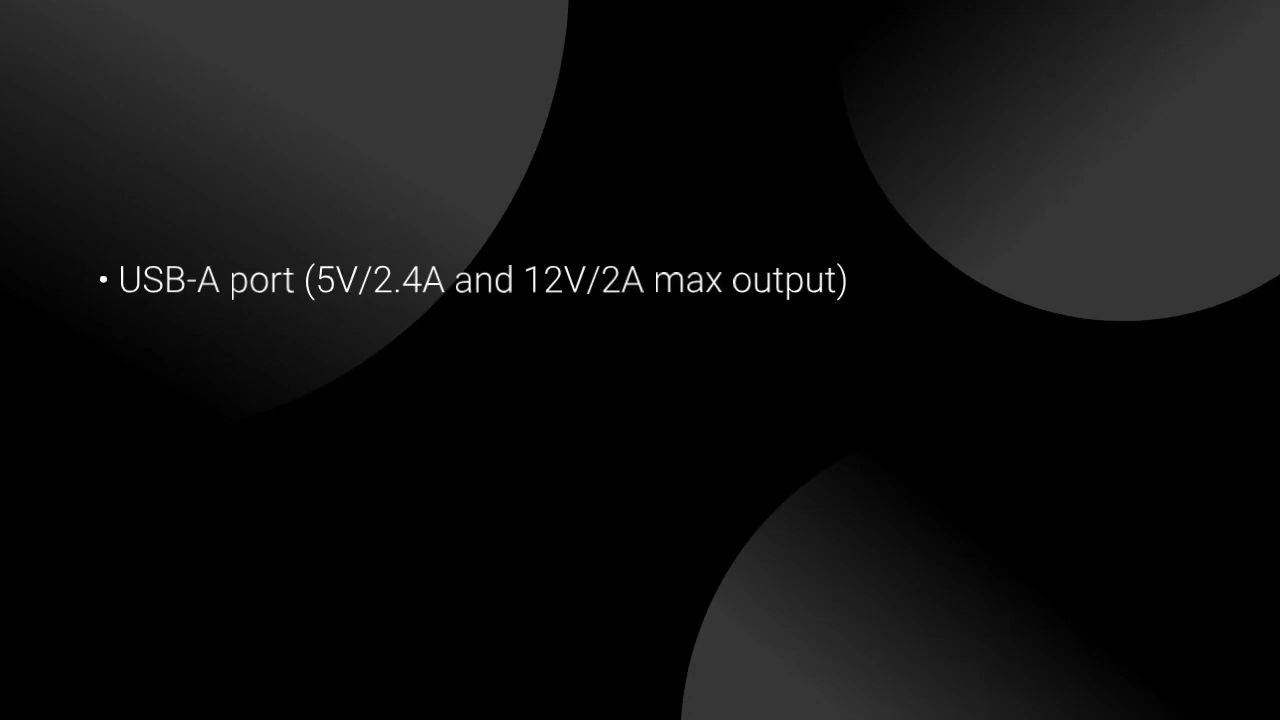 • USB-A port (5V/2.4A and 12V/2A max output)